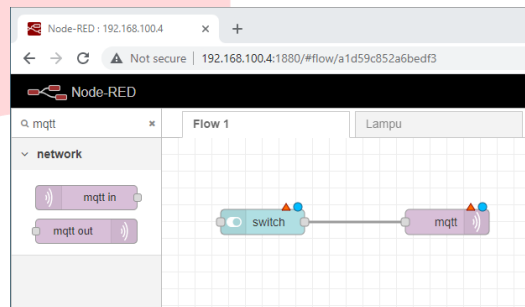 Node-RED : 192.168.100.4
Not secure 192.168.100.4:1880/#flow/a1d59c852a6bedf3
Node-RED
mqtt
Flow 1
Lampu
network
mqtt in
mqtt out
switch
mqtt